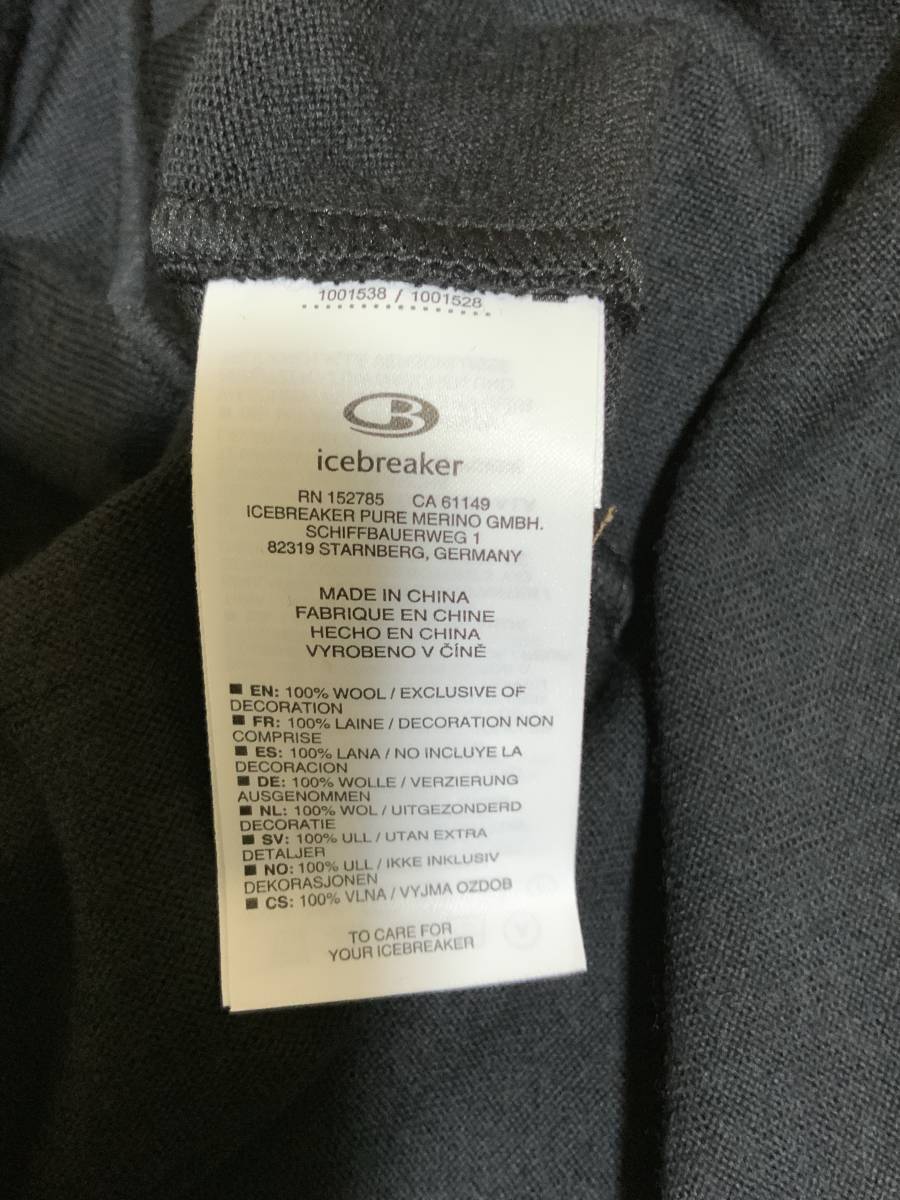 1001538 / 1001528
icebreaker
RN 152785 CA 61149
ICEBREAKER PURE MERINO GMBH.
SCHIFFBAUERWEG 1
82319 STARNBERG, GERMANY
MADE IN CHINA
FABRIQUE EN CHINE
HECHO EN CHINA
VYROBENO V ČÍNĚ
EN: 100% WOOL / EXCLUSIVE OF
DECORATION
FR: 100% LAINE / DECORATION NON
COMPRISE
ES: 100% LANA / NO INCLUYE LA
DECORACION
DE: 100% WOLLE / VERZIERUNG
AUSGENOMMEN
NL: 100% WOL / UITGEZONDERD
DECORATIE
SV: 100% ULL / UTAN EXTRA
DETALJER
NO: 100% ULL / IKKE INKLUSIV
DEKORASJONEN
CS: 100% VLNA / VYJMA OZDOB
TO CARE FOR
YOUR ICEBREAKER